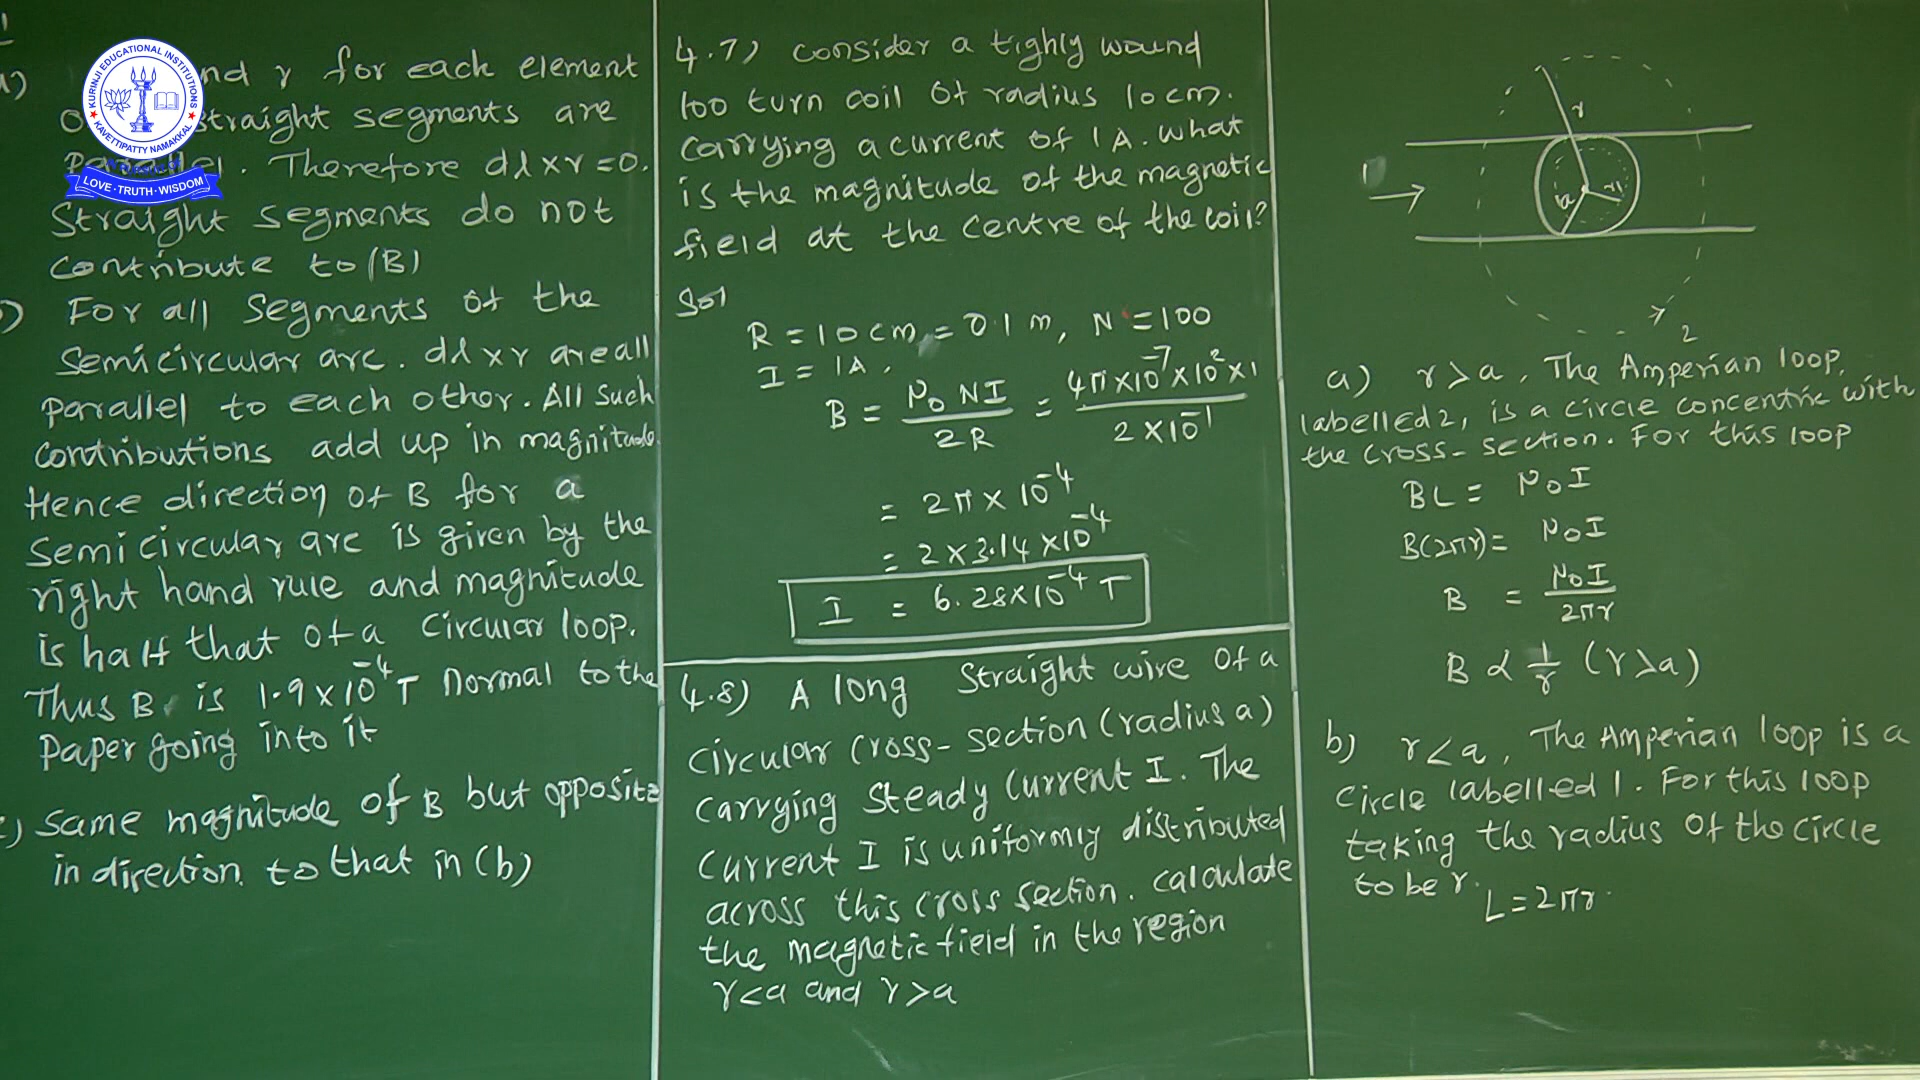 KURINJI EDUCATIONAL INSTITUTIONS
KAVETTIPATTY NAMAKKAL
LOVE · TRUTH · WISDOM
a) nd r for each element
straight segments are
Parallel. Therefore dl x r = 0.
Straight segments do not
Contribute to |B|
For all segments of the
semicircular arc. dl x r are all
parallel to each other. All such
contributions add up in magnitude
Hence direction of B for a
semi circular arc is given by the
right hand rule and magnitude
is half that of a circular loop.
Thus B is 1.9 x 10⁻⁴ T normal to the
paper going into it
c) same magnitude of B but opposite
in direction to that in (b)
4.7) consider a tighly wound
100 turn coil of radius 10 cm.
carrying a current of 1A. what
is the magnitude of the magnetic
field at the centre of the coil?
Sol
R = 10 cm = 0.1 m, N = 100
I = 1A,
B = μ₀NI / 2R = 4π x 10⁻⁷ x 10² x 1 / 2 x 10⁻¹
= 2π x 10⁻⁴
= 2 x 3.14 x 10⁻⁴
I = 6.28 x 10⁻⁴ T
4.8) A long straight wire of a
circular cross-section (radius a)
carrying steady current I. The
current I is uniformly distributed
across this cross section. calculate
the magnetic field in the region
r<a and r>a
r
a
r1
2
a) r>a, The Amperian loop,
labelled 2, is a circle concentric with
the cross-section. For this loop
BL = μ₀I
B(2πr) = μ₀I
B = μ₀I / 2πr
B ∝ 1/r (r>a)
b) r<a, The Amperian loop is a
circle labelled 1. For this loop
taking the radius of the circle
to be r.
L = 2πr.